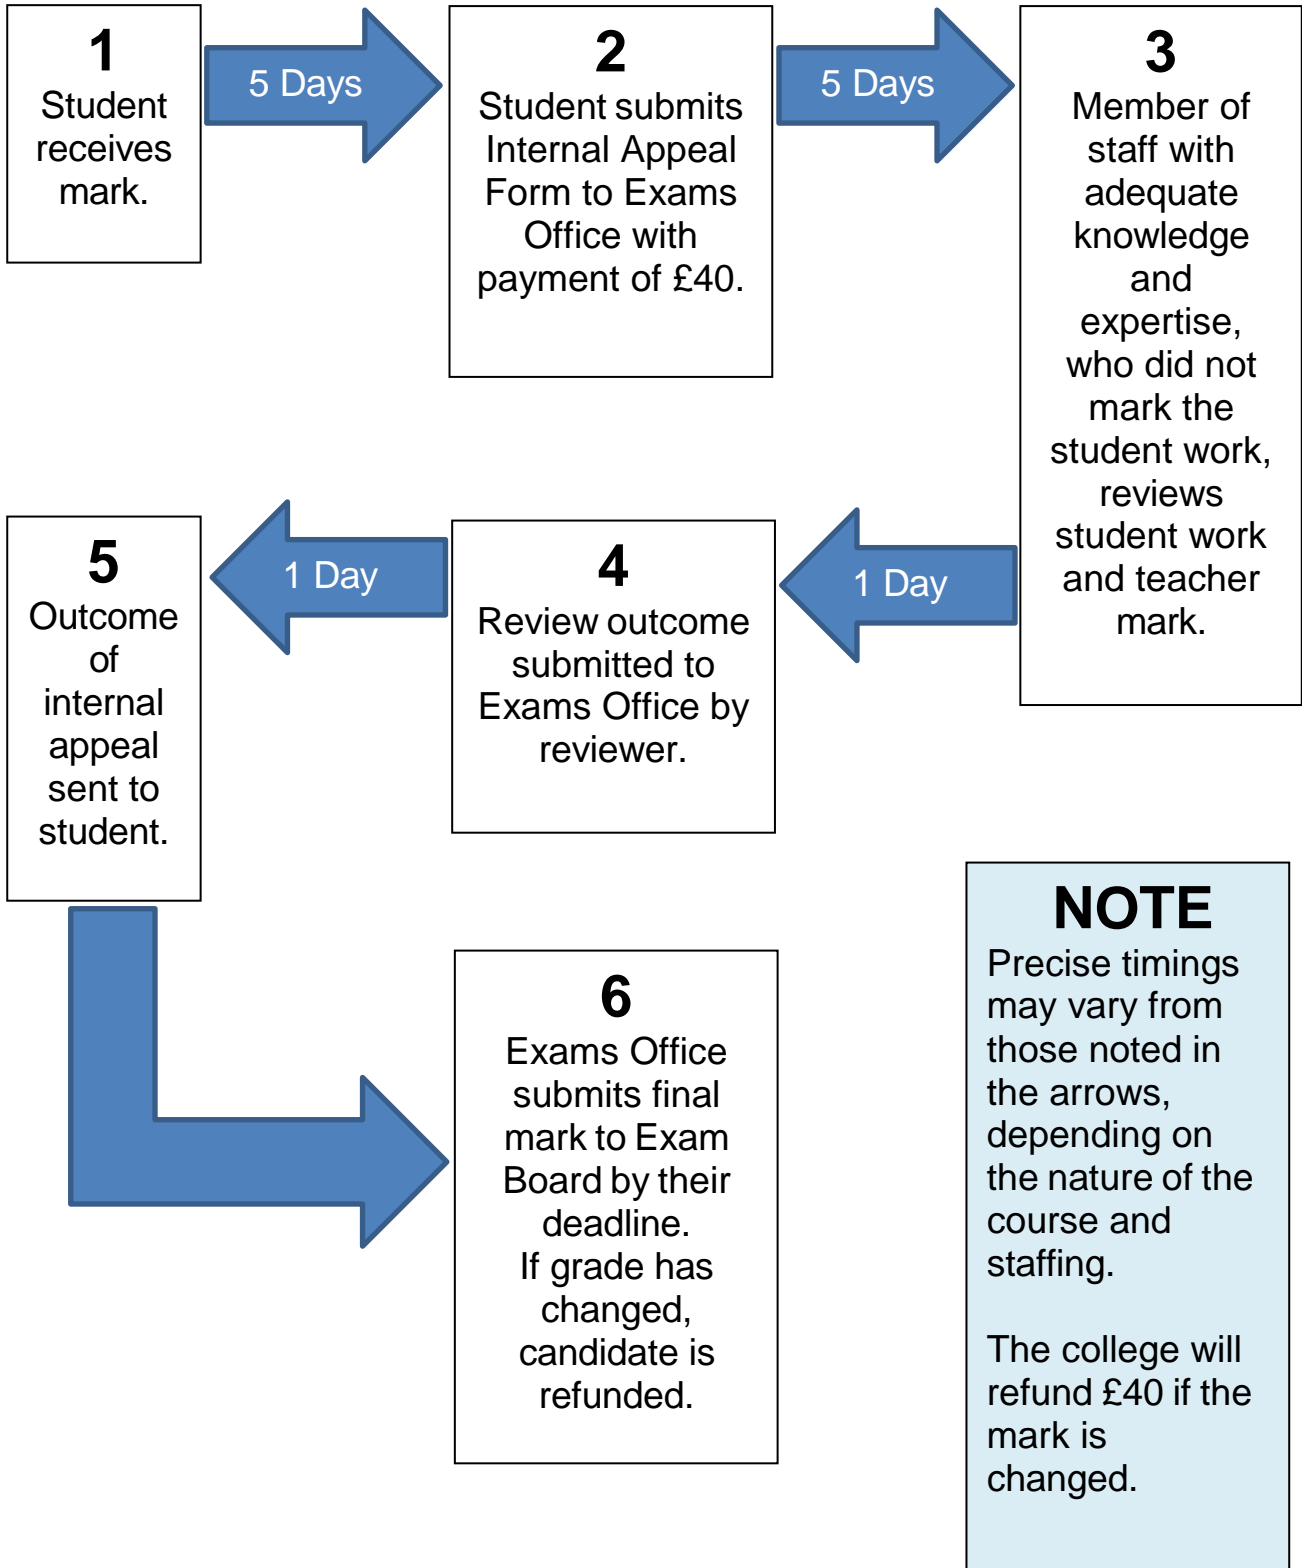 1
Student
receives
mark.
5 Days
2
Student submits
Internal Appeal
Form to Exams
Office with
payment of £40.
5 Days
3
Member of
staff with
adequate
knowledge
and
expertise,
who did not
mark the
student work,
reviews
student work
and teacher
mark.
1 Day
4
Review outcome
submitted to
Exams Office by
reviewer.
1 Day
5
Outcome
of
internal
appeal
sent to
student.
6
Exams Office
submits final
mark to Exam
Board by their
deadline.
If grade has
changed,
candidate is
refunded.
NOTE
Precise timings
may vary from
those noted in
the arrows,
depending on
the nature of the
course and
staffing.
The college will
refund £40 if the
mark is
changed.